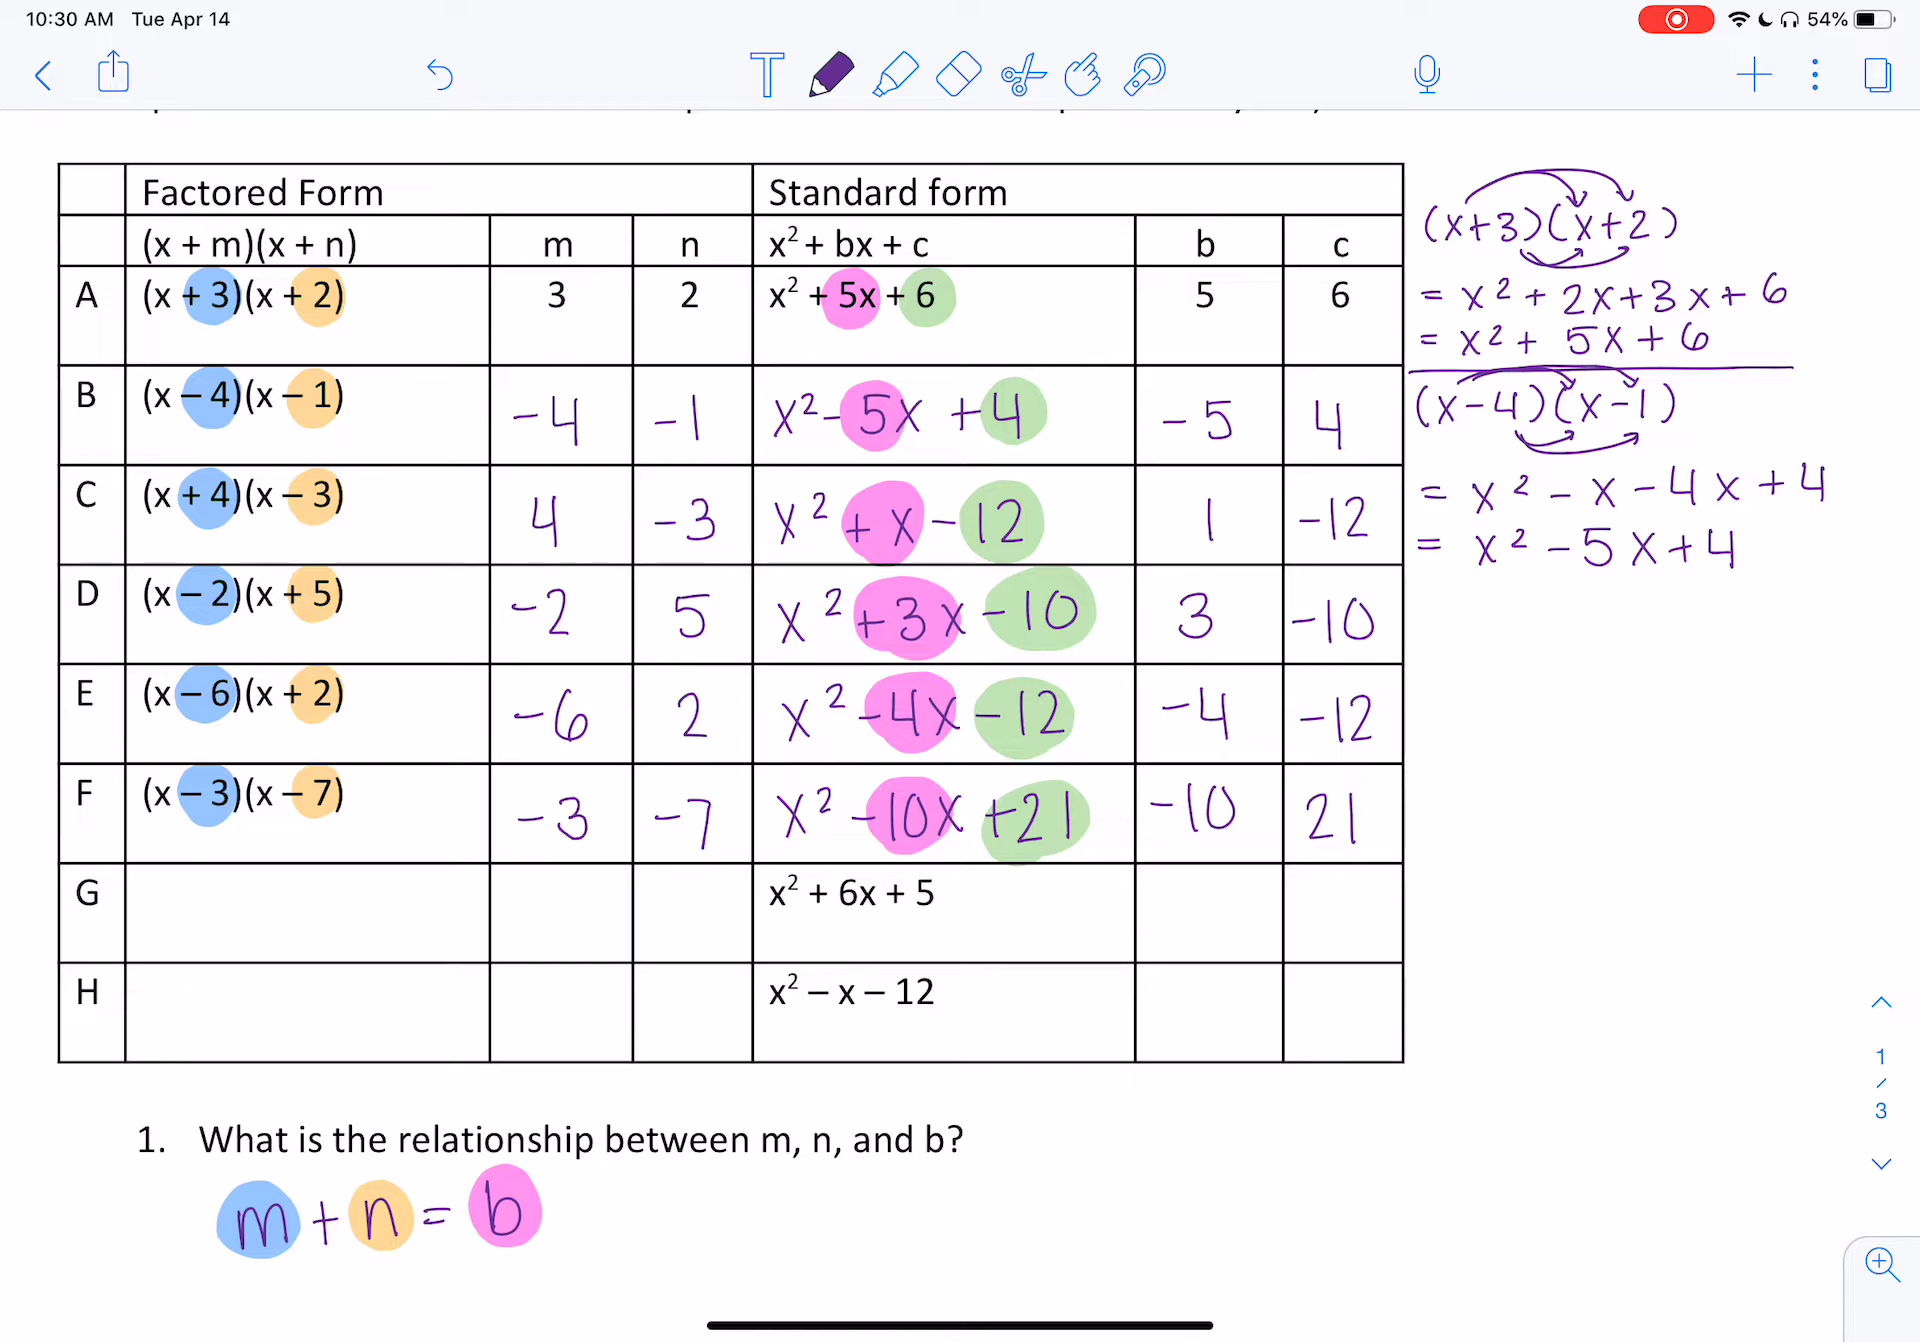 10:30 AM Tue Apr 14 54%
Factored Form Standard form
(x + m)(x + n) m n x² + bx + c b c
A (x + 3)(x + 2) 3 2 x² + 5x + 6 5 6
B (x – 4)(x – 1) -4 -1 x²-5x +4 -5 4
C (x + 4)(x – 3) 4 -3 x²+x-12 1 -12
D (x – 2)(x + 5) -2 5 x²+3x-10 3 -10
E (x – 6)(x + 2) -6 2 x²-4x-12 -4 -12
F (x – 3)(x – 7) -3 -7 x²-10x+21 -10 21
G x² + 6x + 5
H x² – x – 12
(x+3)(x+2)
= x²+2x+3x+6
= x²+ 5x+6
(x-4)(x-1)
= x²-x-4x+4
= x²-5x+4
1. What is the relationship between m, n, and b?
m+n=b
1
/
3